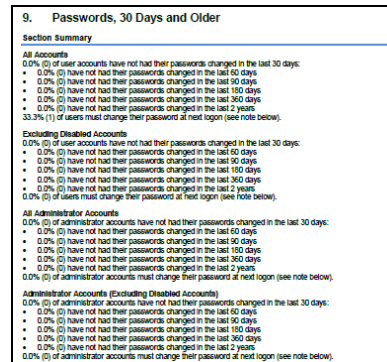 9. Passwords, 30 Days and Older
Section Summary
All Accounts
0.0% (0) of user accounts have not had their passwords changed in the last 30 days:
• 0.0% (0) have not had their passwords changed in the last 60 days
• 0.0% (0) have not had their passwords changed in the last 90 days
• 0.0% (0) have not had their passwords changed in the last 180 days
• 0.0% (0) have not had their passwords changed in the last 360 days
• 0.0% (0) have not had their passwords changed in the last 2 years
33.3% (1) of users must change their password at next logon (see note below).
Excluding Disabled Accounts
0.0% (0) of user accounts have not had their passwords changed in the last 30 days:
• 0.0% (0) have not had their passwords changed in the last 60 days
• 0.0% (0) have not had their passwords changed in the last 90 days
• 0.0% (0) have not had their passwords changed in the last 180 days
• 0.0% (0) have not had their passwords changed in the last 360 days
• 0.0% (0) have not had their passwords changed in the last 2 years
0.0% (0) of users must change their password at next logon (see note below).
All Administrator Accounts
0.0% (0) of administrator accounts have not had their passwords changed in the last 30 days:
• 0.0% (0) have not had their passwords changed in the last 60 days
• 0.0% (0) have not had their passwords changed in the last 90 days
• 0.0% (0) have not had their passwords changed in the last 180 days
• 0.0% (0) have not had their passwords changed in the last 360 days
• 0.0% (0) have not had their passwords changed in the last 2 years
0.0% (0) of administrator accounts must change their password at next logon (see note below).
Administrator Accounts (Excluding Disabled Accounts)
0.0% (0) of administrator accounts have not had their passwords changed in the last 30 days:
• 0.0% (0) have not had their passwords changed in the last 60 days
• 0.0% (0) have not had their passwords changed in the last 90 days
• 0.0% (0) have not had their passwords changed in the last 180 days
• 0.0% (0) have not had their passwords changed in the last 360 days
• 0.0% (0) have not had their passwords changed in the last 2 years
0.0% (0) of administrator accounts must change their password at next logon (see note below).